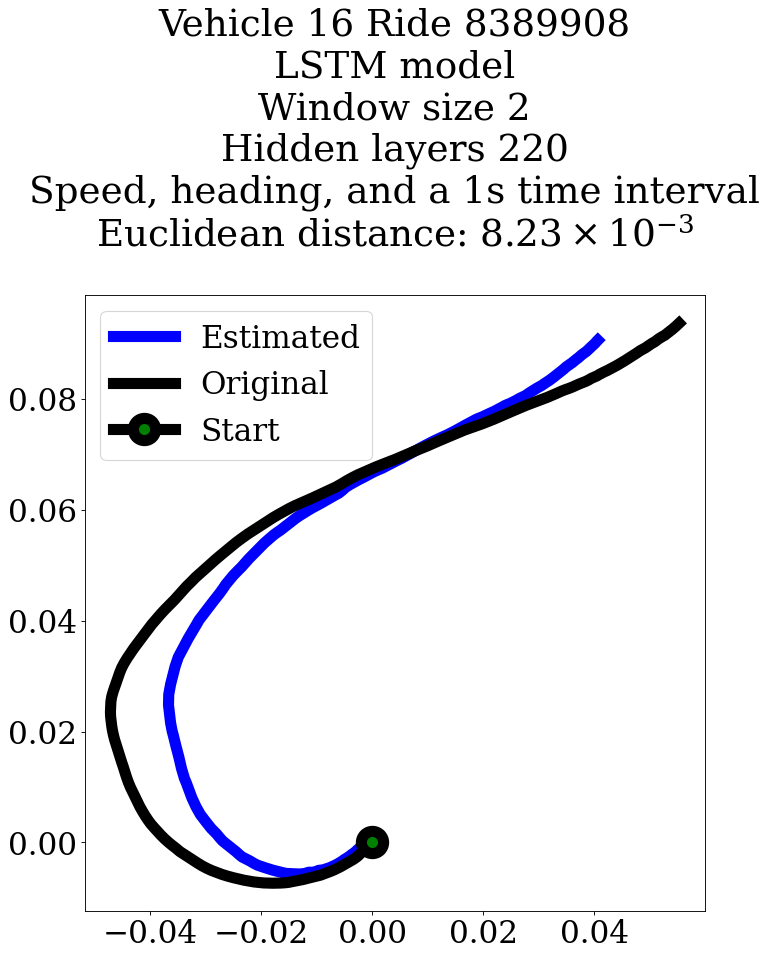 Vehicle 16 Ride 8389908
LSTM model
Window size 2
Hidden layers 220
Speed, heading, and a 1s time interval
Euclidean distance: 8.23 × 10⁻³
Estimated
Original
Start
0.08
0.06
0.04
0.02
0.00
−0.04 −0.02 0.00 0.02 0.04